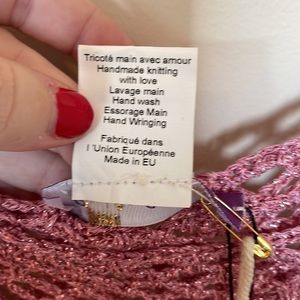 Tricoté main avec amour
Handmade knitting
with love
Lavage main
Hand wash
Essorage Main
Hand Wringing
Fabriqué dans
l 'Union Européenne
Made in EU